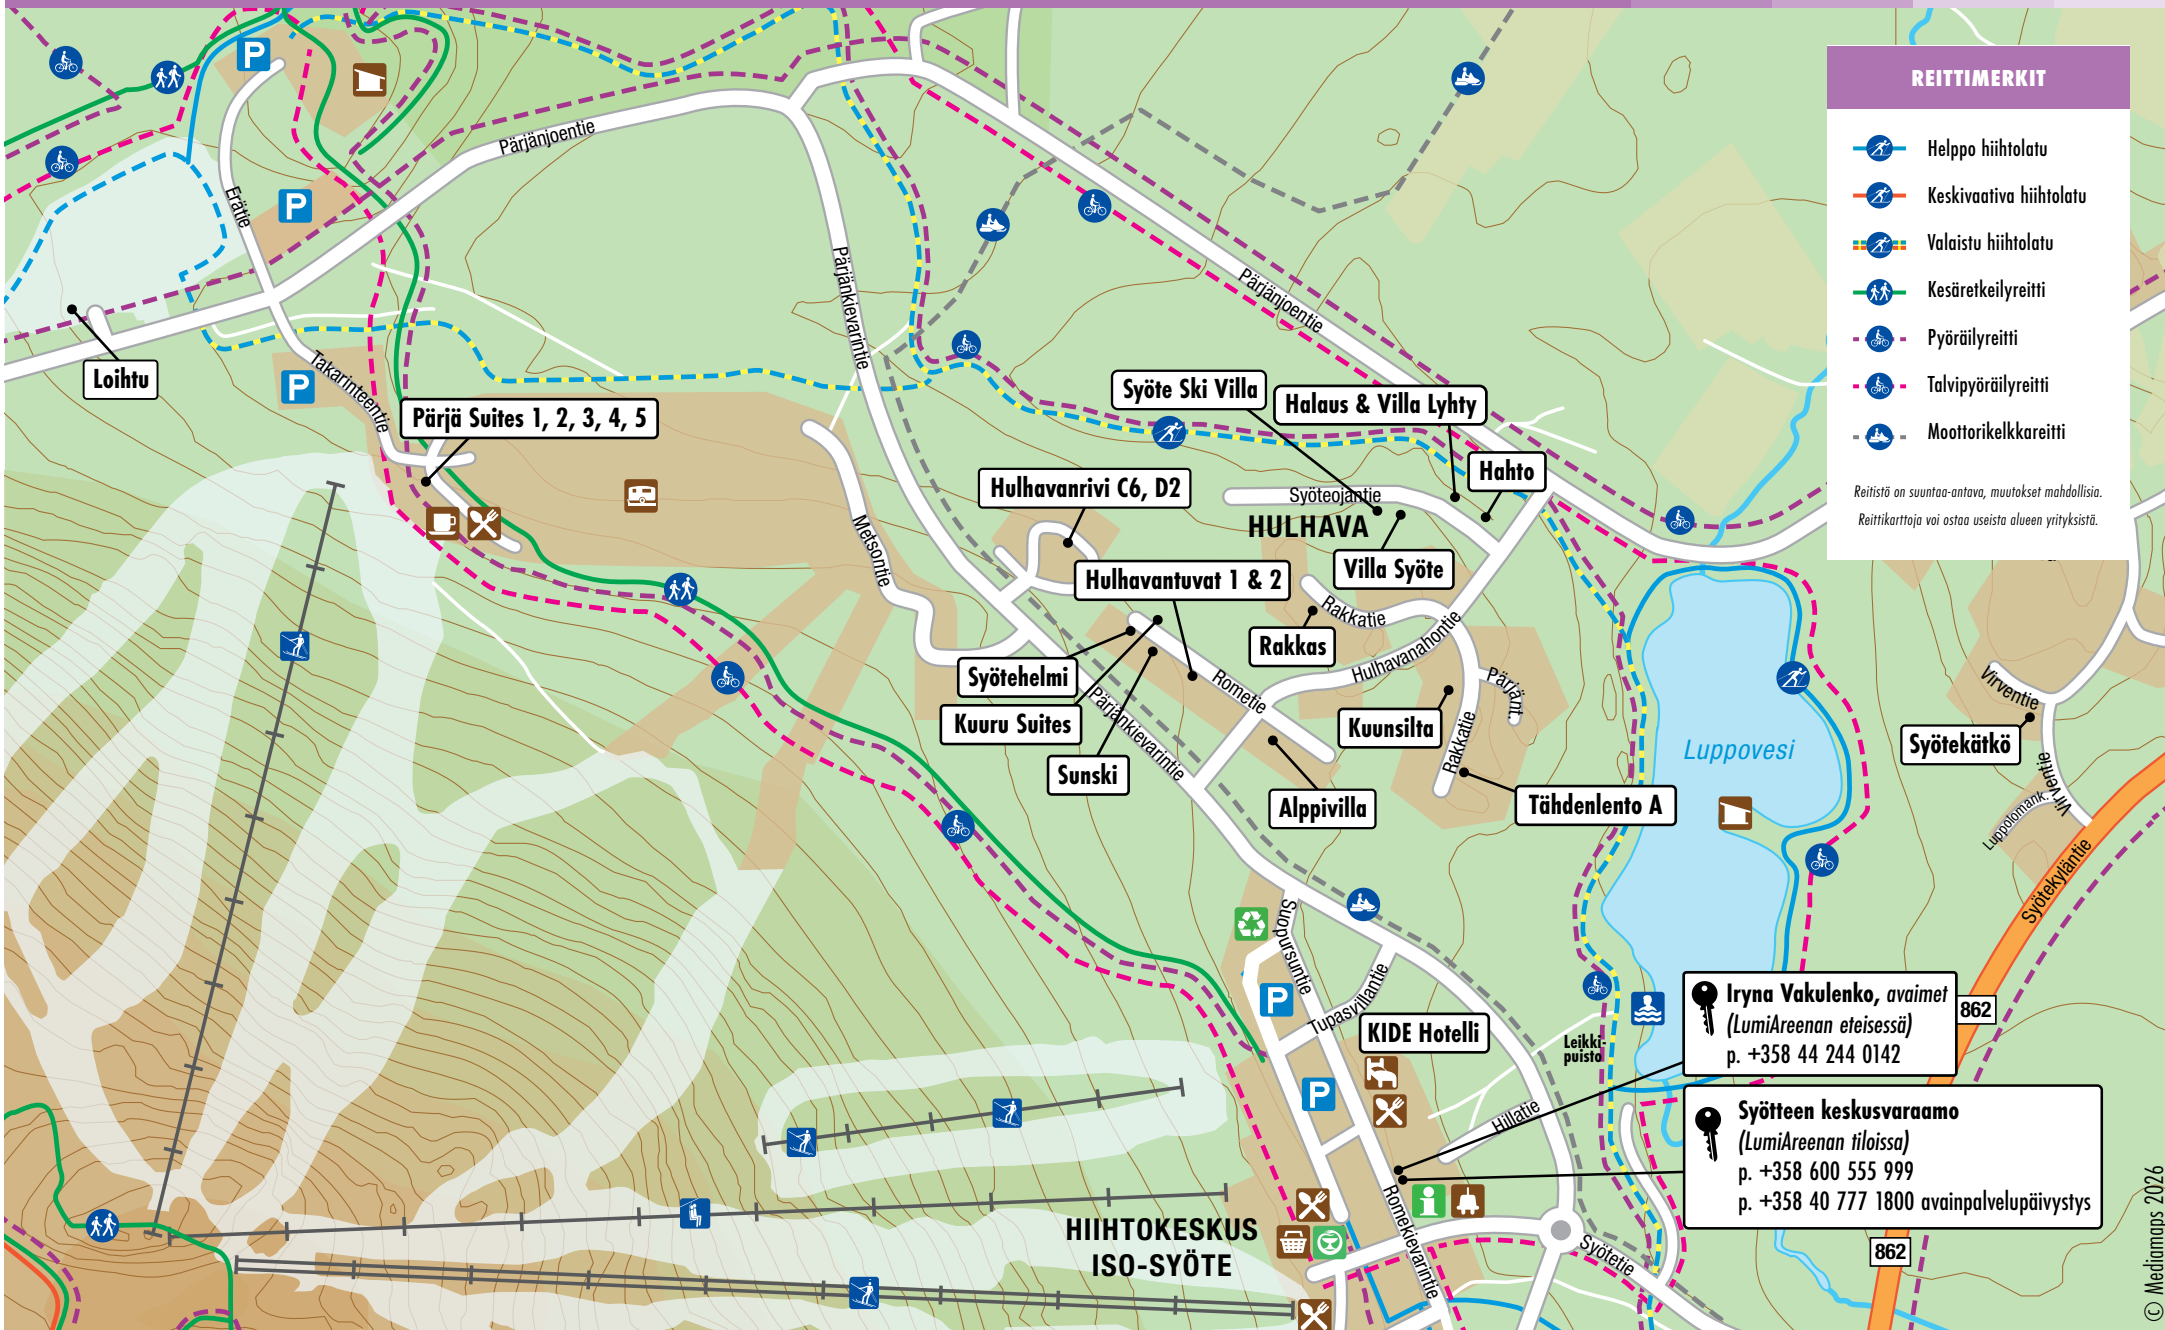 REITTIMERKIT
Helppo hiihtolatu
Keskivaativa hiihtolatu
Valaistu hiihtolatu
Kesäretkeilyreitti
Pyöräilyreitti
Talvipyöräilyreitti
Moottorikelkkareitti
Reitistö on suuntaa-antava, muutokset mahdollisia.
Reittikarttoja voi ostaa useista alueen yrityksistä.
P
Pärjänjoentie
Erätie
P
Pärjänkievarintie
Pärjänjoentie
Loihtu
P
Takarinteentie
Pärjä Suites 1, 2, 3, 4, 5
Syöte Ski Villa
Halaus & Villa Lyhty
Hahto
Hulhavanrivi C6, D2
Syöteojantie
HULHAVA
Metsontie
Villa Syöte
Hulhavantuvat 1 & 2
Rakkatie
Rakkas
Hulhavanahontie
Syötehelmi
Rometie
Pärjänt.
Kuuru Suites
Pärjänkievarintie
Kuunsilta
Rakkatie
Sunski
Alppivilla
Tähdenlento A
Luppovesi
Virventie
Syötekätkö
Virventie
Luppolomank.
Syötekyläntie
Suopursuntie
P
Tupasvillantie
KIDE Hotelli
Leikki-
puisto
P
Hillatie
Iryna Vakulenko, avaimet
(LumiAreenan eteisessä)
p. +358 44 244 0142
862
Syötteen keskusvaraamo
(LumiAreenan tiloissa)
p. +358 600 555 999
p. +358 40 777 1800 avainpalvelupäivystys
862
HIIHTOKESKUS
ISO-SYÖTE
i
Romekievarintie
Syötetie
© Mediamaps 2026